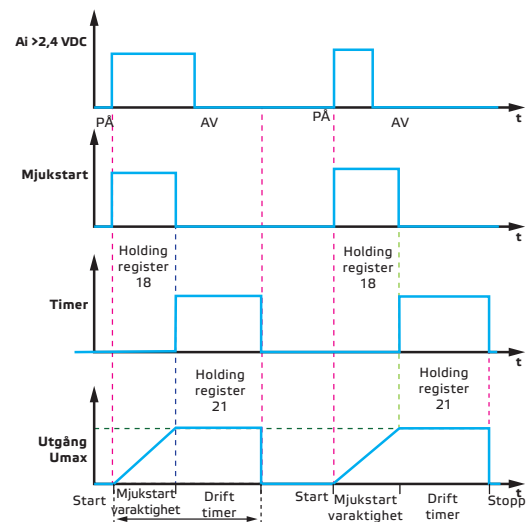 Ai >2,4 VDC
t
PÅ
AV
PÅ
AV
Mjukstart
t
Holding
register
18
Holding
register
18
Timer
t
Holding
register
21
Holding
register
21
Utgång
Umax
t
Start
Mjukstart
varaktighet
Drift
timer
Start
Mjukstart
varaktighet
Drift
timer
Stopp